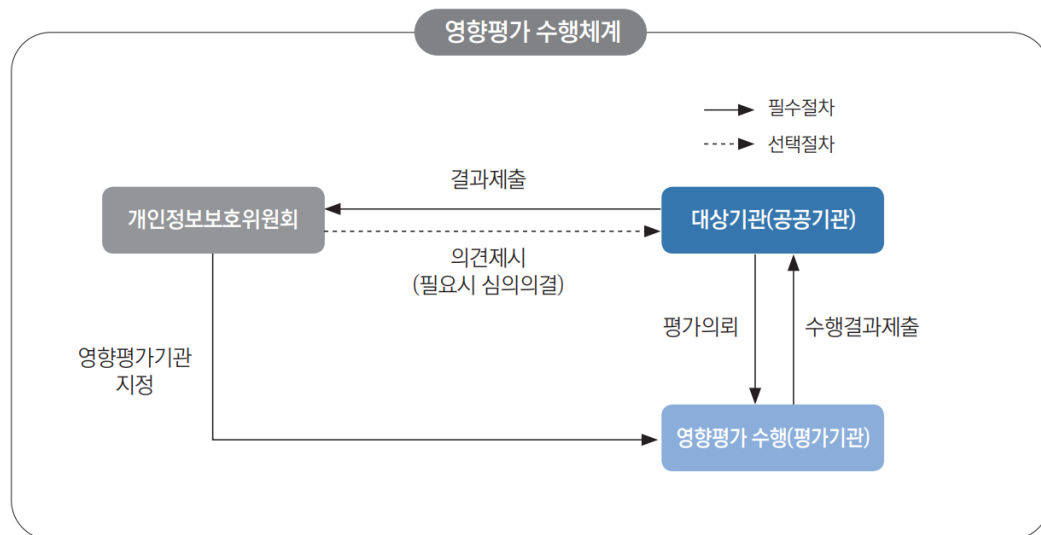 영향평가 수행체계
필수절차
선택절차
결과제출
개인정보보호위원회
대상기관(공공기관)
의견제시
(필요시 심의의결)
평가의뢰
수행결과제출
영향평가기관
지정
영향평가 수행(평가기관)